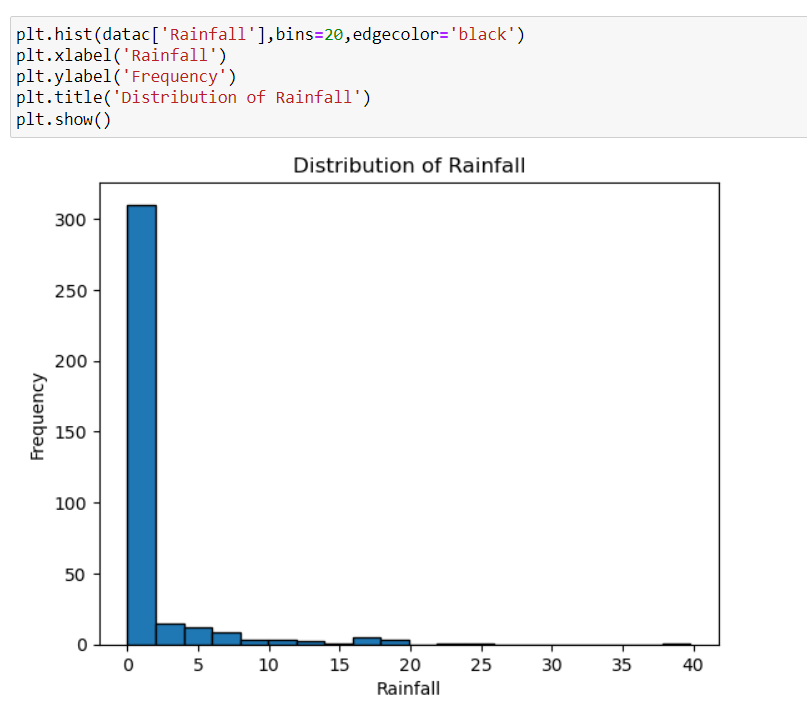 plt.hist(datac['Rainfall'],bins=20,edgecolor='black')
plt.xlabel('Rainfall')
plt.ylabel('Frequency')
plt.title('Distribution of Rainfall')
plt.show()
Distribution of Rainfall
300
250
200
150
100
50
0
Frequency
0 5 10 15 20 25 30 35 40
Rainfall